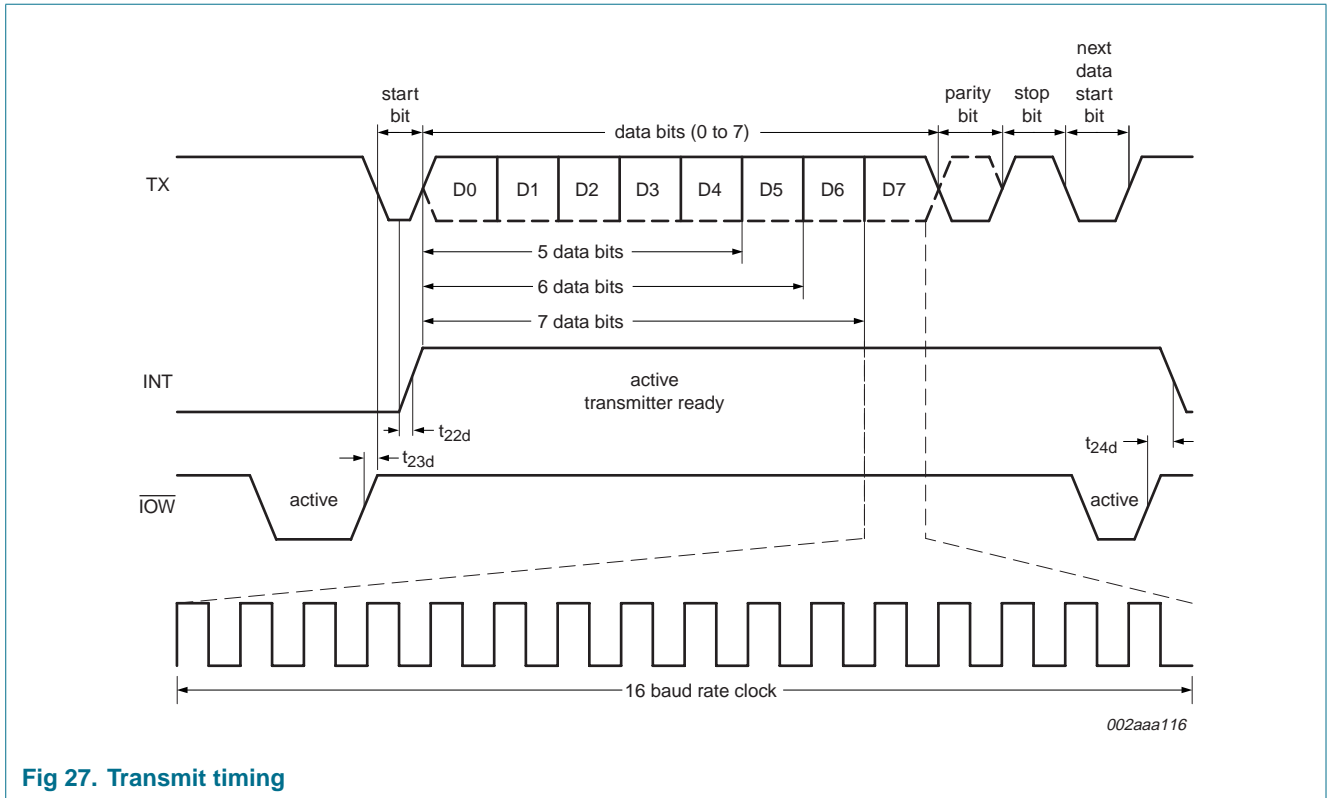 start
bit
data bits (0 to 7)
parity
bit
stop
bit
next
data
start
bit
TX
D0 D1 D2 D3 D4 D5 D6 D7
5 data bits
6 data bits
7 data bits
INT
active
transmitter ready
t22d
t23d
t24d
IOW
active
active
16 baud rate clock
002aaa116
Fig 27. Transmit timing